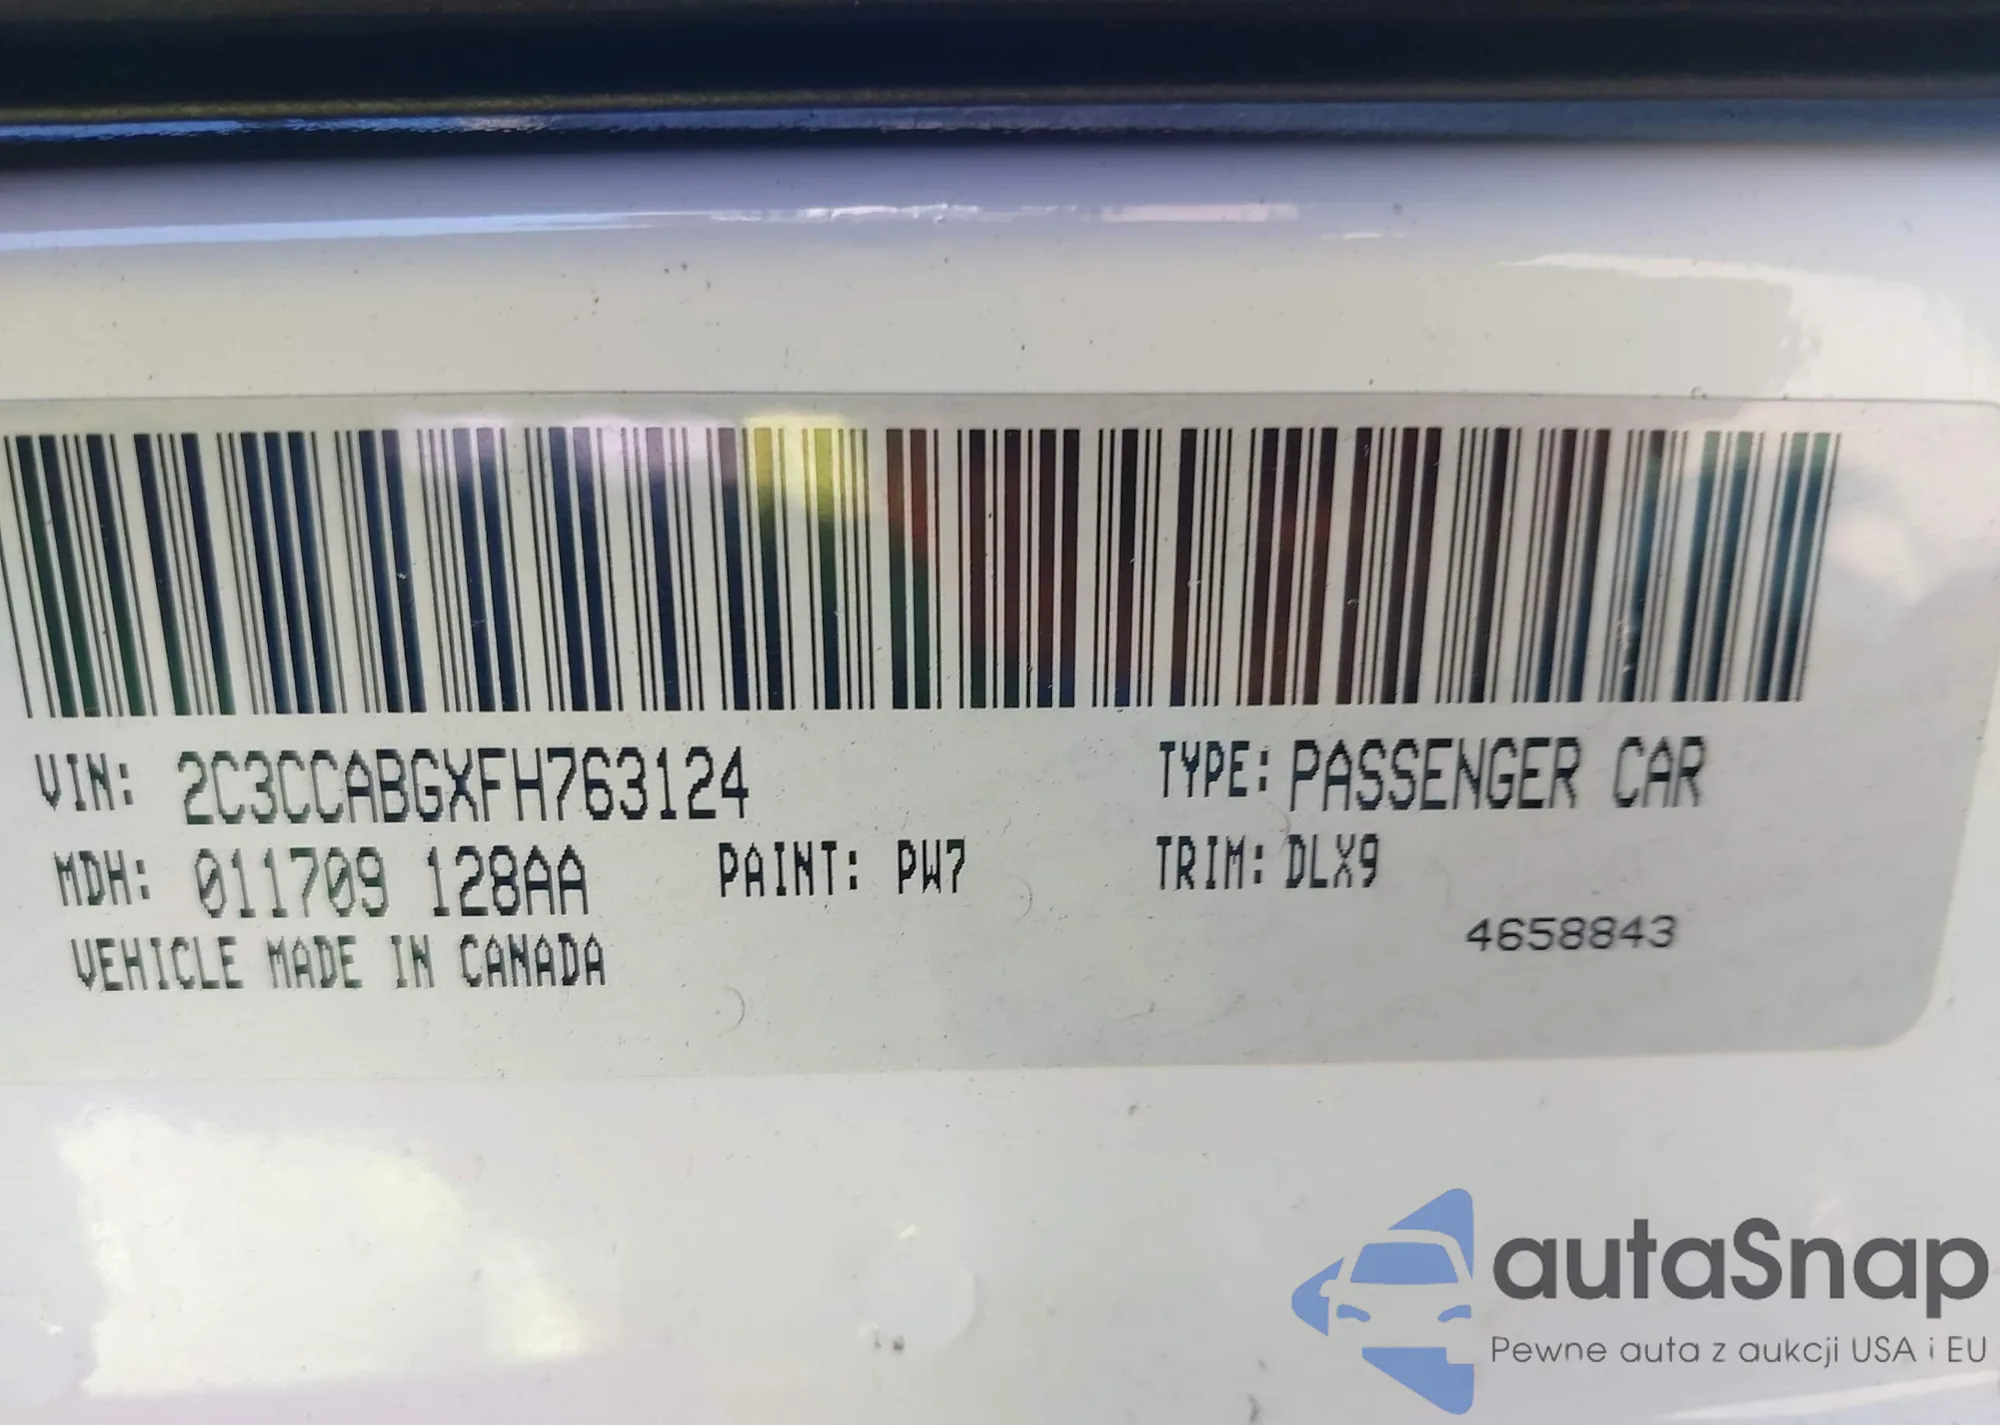 VIN: 2C3CCABGXFH763124 TYPE: PASSENGER CAR
MDH: 011709 128AA PAINT: PW7 TRIM: DLX9
4658843
VEHICLE MADE IN CANADA
autaSnap
Pewne auta z aukcji USA i EU